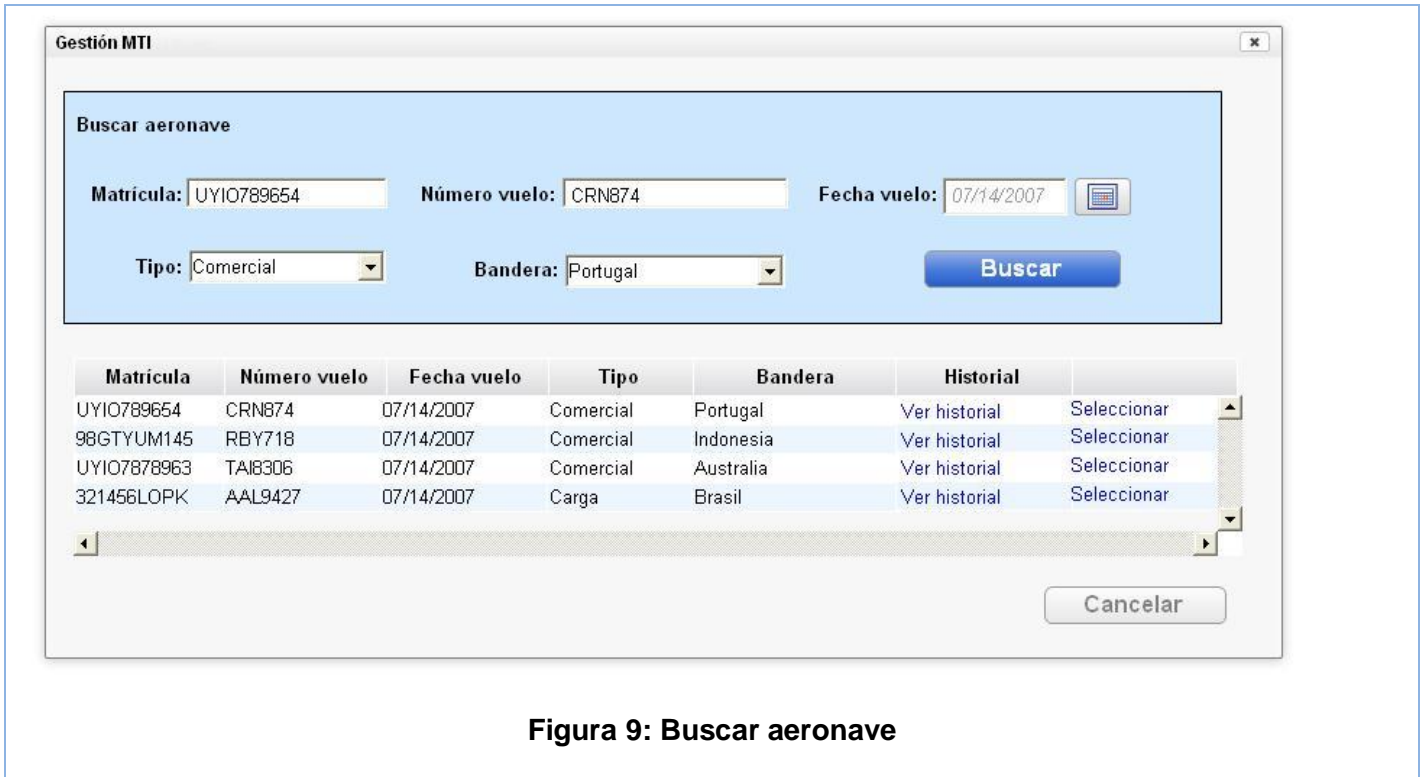 Gestión MTI
Buscar aeronave
Matrícula: UYIO789654 Número vuelo: CRN874 Fecha vuelo: 07/14/2007
Tipo: Comercial Bandera: Portugal Buscar
Matrícula Número vuelo Fecha vuelo Tipo Bandera Historial
UYIO789654 CRN874 07/14/2007 Comercial Portugal Ver historial Seleccionar
98GTYUM145 RBY718 07/14/2007 Comercial Indonesia Ver historial Seleccionar
UYIO7878963 TAI8306 07/14/2007 Comercial Australia Ver historial Seleccionar
321456LOPK AAL9427 07/14/2007 Carga Brasil Ver historial Seleccionar
Cancelar
Figura 9: Buscar aeronave